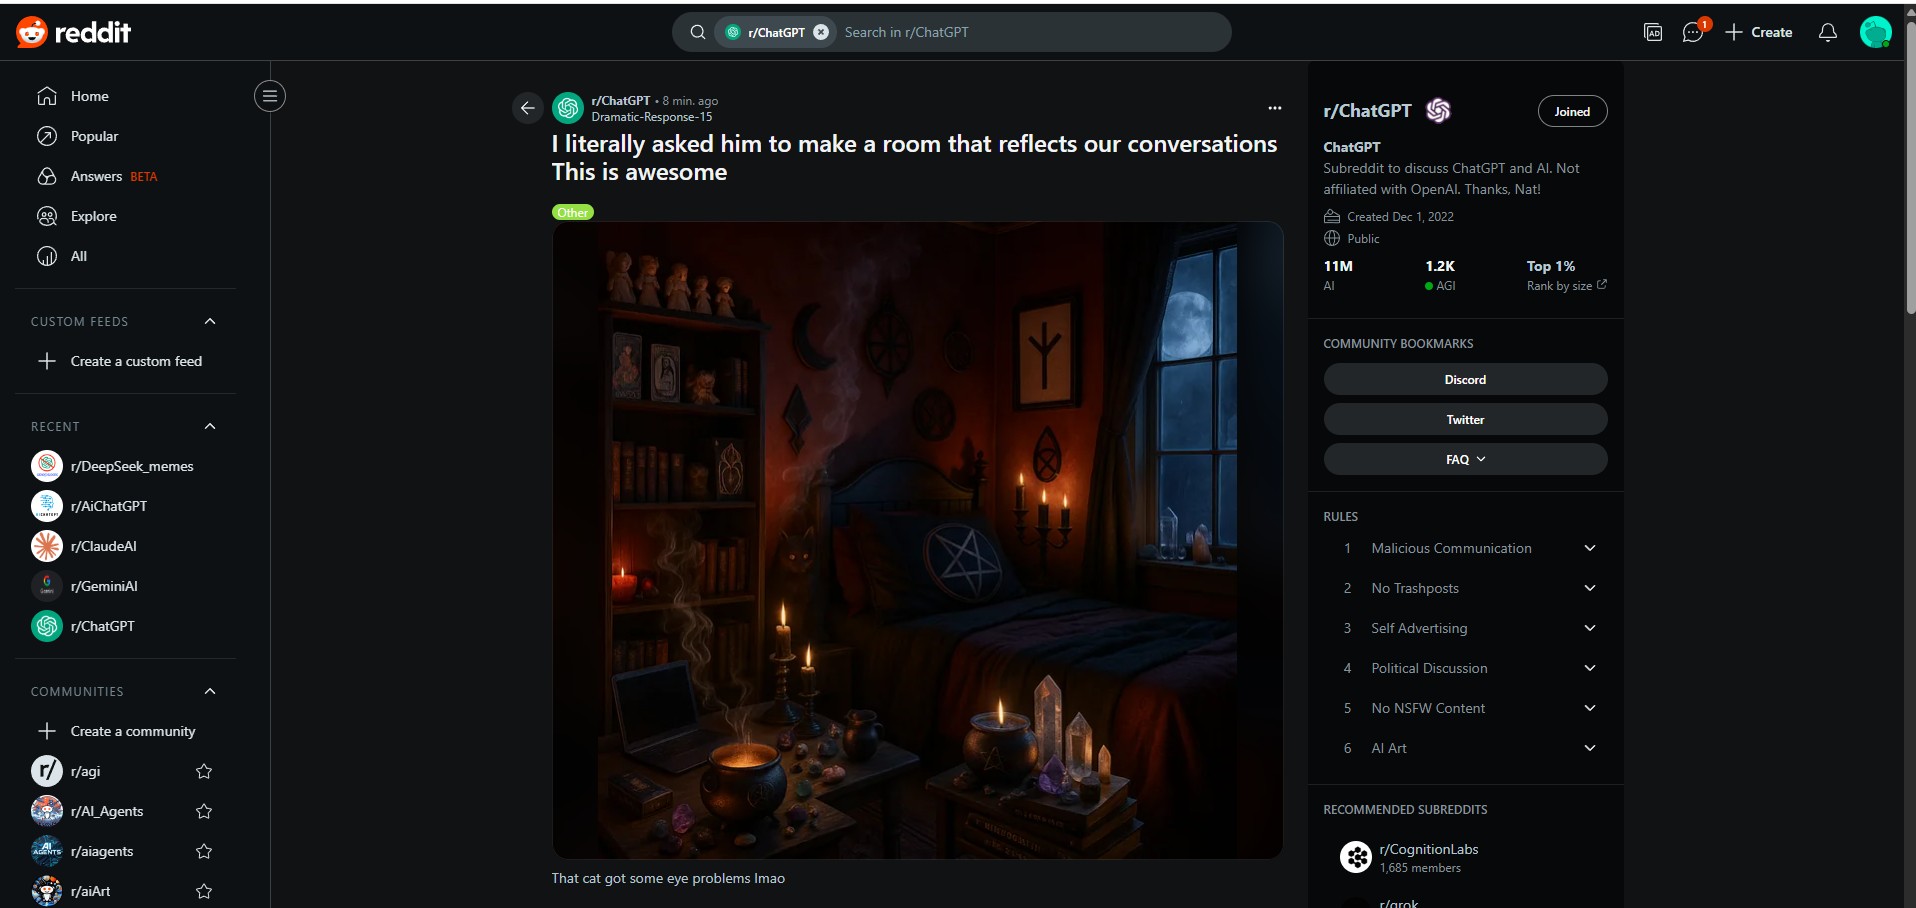 reddit
r/ChatGPT
Search in r/ChatGPT
AD
1
Create
Home
Popular
Answers BETA
Explore
All
CUSTOM FEEDS
Create a custom feed
RECENT
r/DeepSeek_memes
r/AiChatGPT
r/ClaudeAI
r/GeminiAI
r/ChatGPT
COMMUNITIES
Create a community
r/agi
r/AI_Agents
r/aiagents
r/aiArt
r/ChatGPT • 8 min. ago
Dramatic-Response-15
I literally asked him to make a room that reflects our conversations
This is awesome
Other
That cat got some eye problems lmao
r/ChatGPT
Joined
ChatGPT
Subreddit to discuss ChatGPT and AI. Not
affiliated with OpenAI. Thanks, Nat!
Created Dec 1, 2022
Public
11M 1.2K Top 1%
AI AGI Rank by size
COMMUNITY BOOKMARKS
Discord
Twitter
FAQ
RULES
1 Malicious Communication
2 No Trashposts
3 Self Advertising
4 Political Discussion
5 No NSFW Content
6 AI Art
RECOMMENDED SUBREDDITS
r/CognitionLabs
1,685 members
r/grok